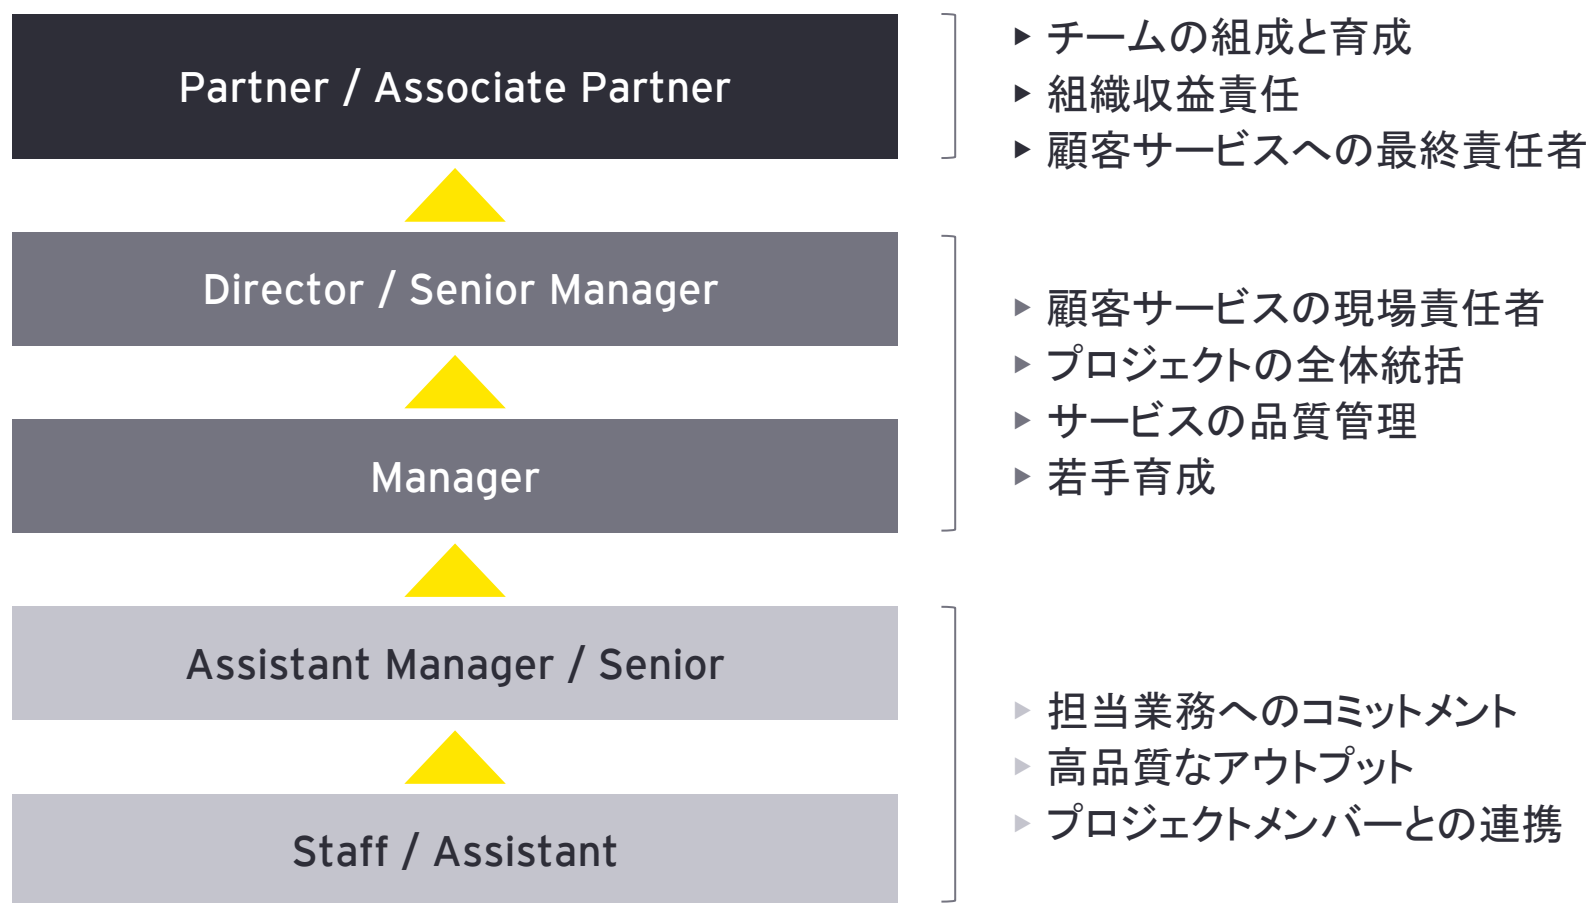 Partner / Associate Partner
▶ チームの組成と育成
▶ 組織収益責任
▶ 顧客サービスへの最終責任者
Director / Senior Manager
Manager
▶ 顧客サービスの現場責任者
▶ プロジェクトの全体統括
▶ サービスの品質管理
▶ 若手育成
Assistant Manager / Senior
Staff / Assistant
▶ 担当業務へのコミットメント
▶ 高品質なアウトプット
▶ プロジェクトメンバーとの連携